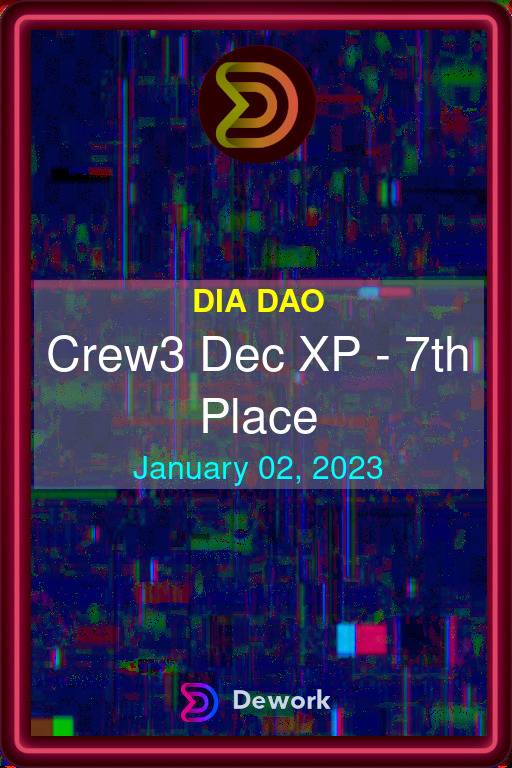 DIA DAO
Crew3 Dec XP - 7th
Place
January 02, 2023
Dework